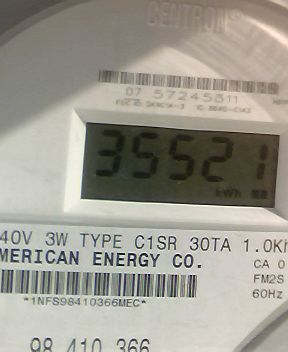 CENTRON®
07 57245811
35521
kWh
40V 3W TYPE C1SR 30TA 1.0Kh
MERICAN ENERGY CO.
CA 0
FM2S
*1NFS98410366MEC*
60Hz
98 410 366